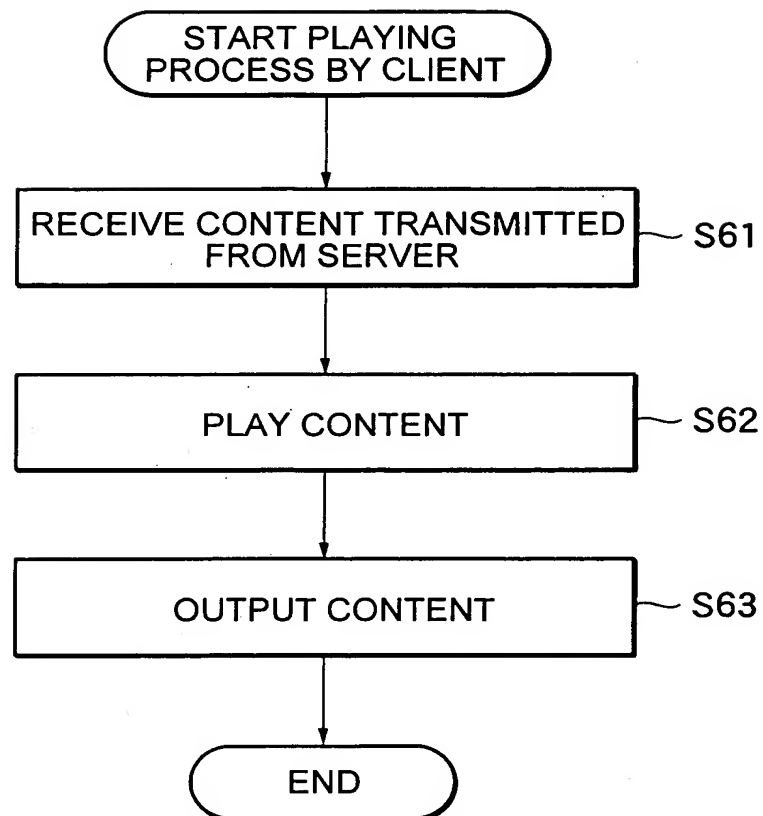 START PLAYING
PROCESS BY CLIENT
RECEIVE CONTENT TRANSMITTED
FROM SERVER
S61
PLAY CONTENT
S62
OUTPUT CONTENT
S63
END